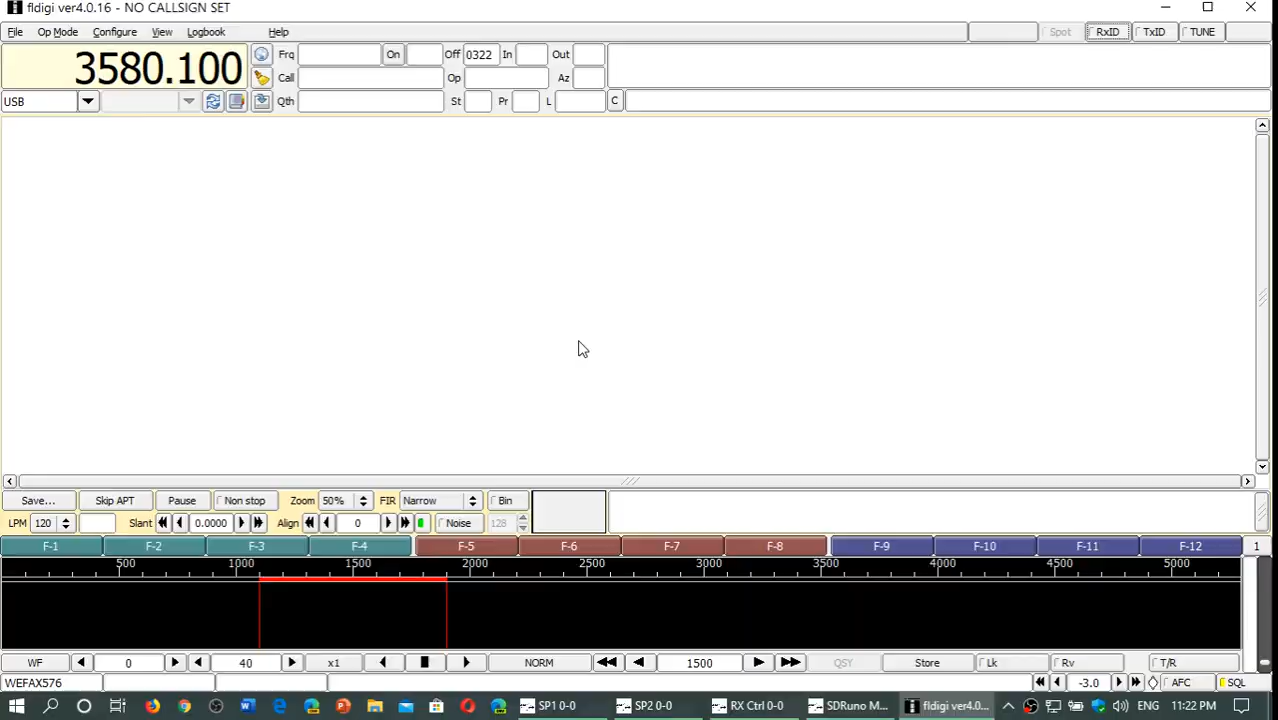 fldigi ver4.0.16 - NO CALLSIGN SET
File Op Mode Configure View Logbook Help Spot RxID TxID TUNE
3580.100 Frq On Off 0322 In Out
Call Op Az
USB Qth St Pr L C
Save... Skip APT Pause Non stop Zoom 50% FIR Narrow Bin
LPM 120 Slant 0.0000 Align 0 Noise 128
F-1 F-2 F-3 F-4 F-5 F-6 F-7 F-8 F-9 F-10 F-11 F-12 1
500 1000 1500 2000 2500 3000 3500 4000 4500 5000
WF 0 40 x1 NORM 1500 QSY Store Lk Rv T/R
WEFAX576 -3.0 AFC SQL
SP1 0-0 SP2 0-0 RX Ctrl 0-0 SDRuno M... fldigi ver4.0... ENG 11:22 PM